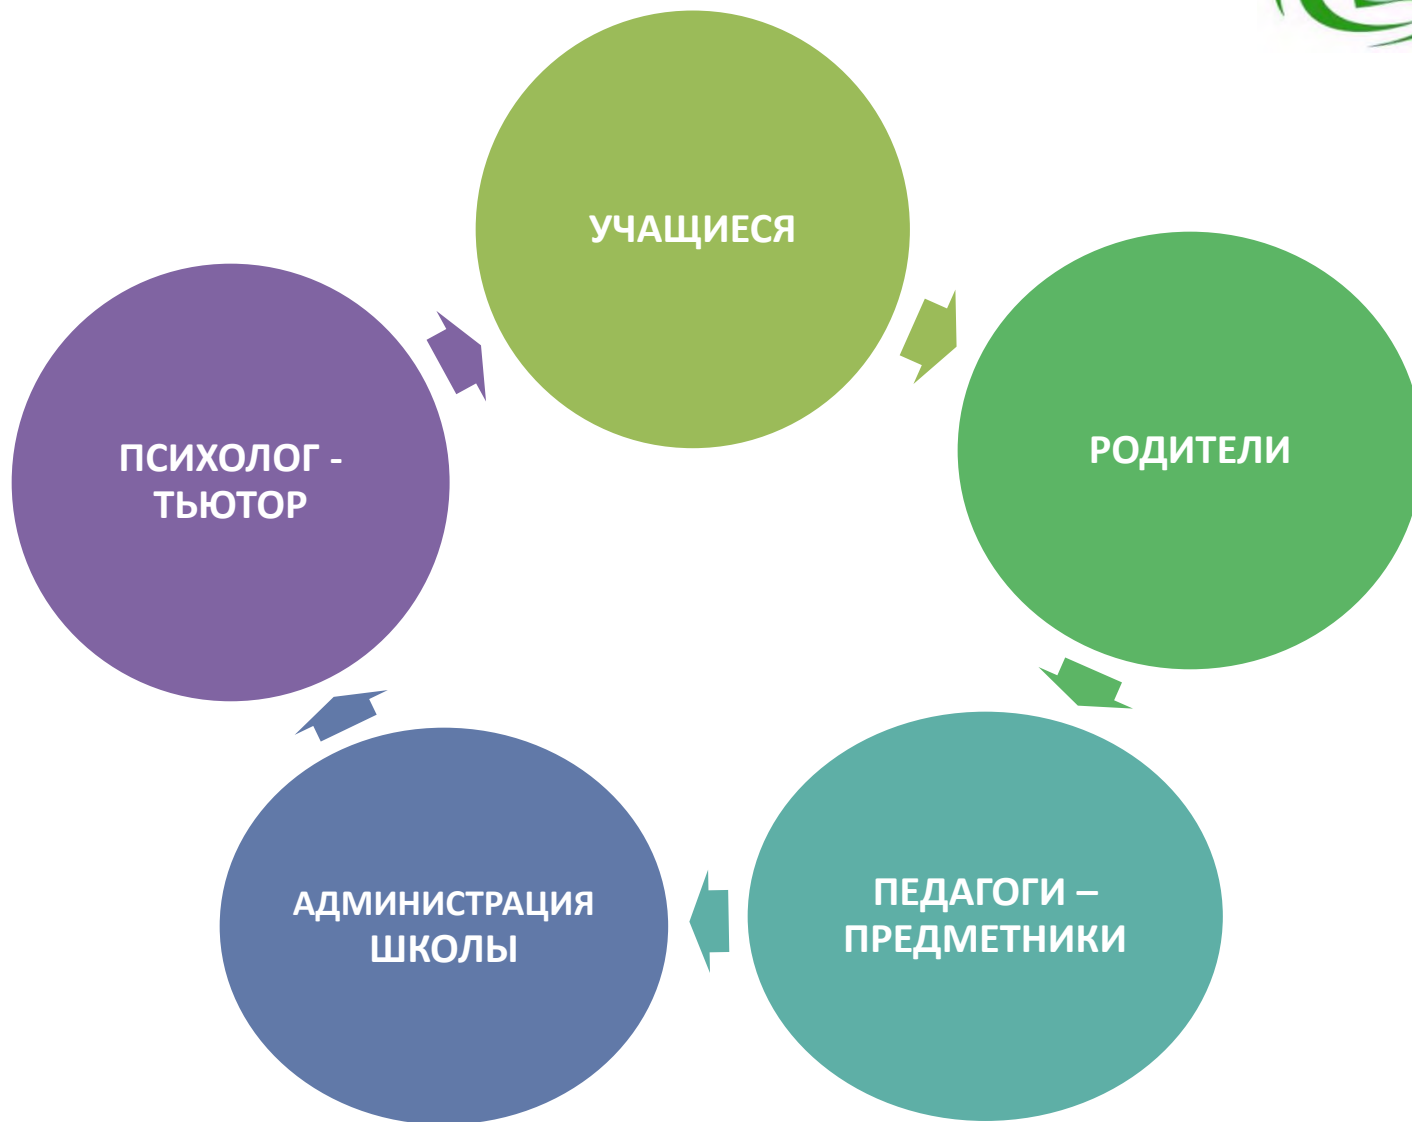 УЧАЩИЕСЯ
РОДИТЕЛИ
ПЕДАГОГИ –
ПРЕДМЕТНИКИ
АДМИНИСТРАЦИЯ
ШКОЛЫ
ПСИХОЛОГ -
ТЬЮТОР